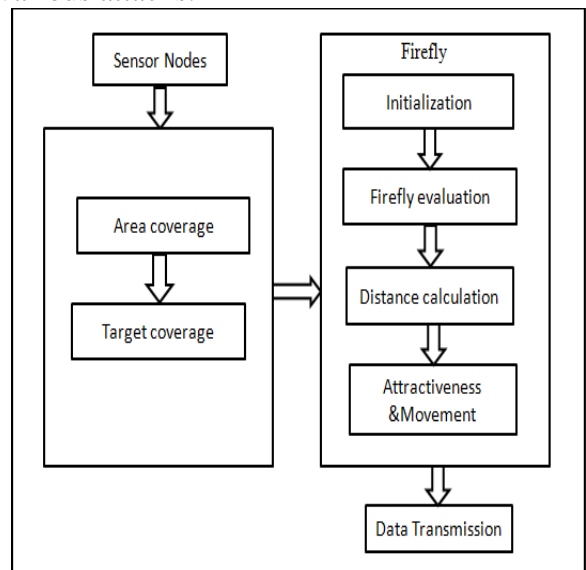 Sensor Nodes
Area coverage
Target coverage
Firefly
Initialization
Firefly evaluation
Distance calculation
Attractiveness
&Movement
Data Transmission